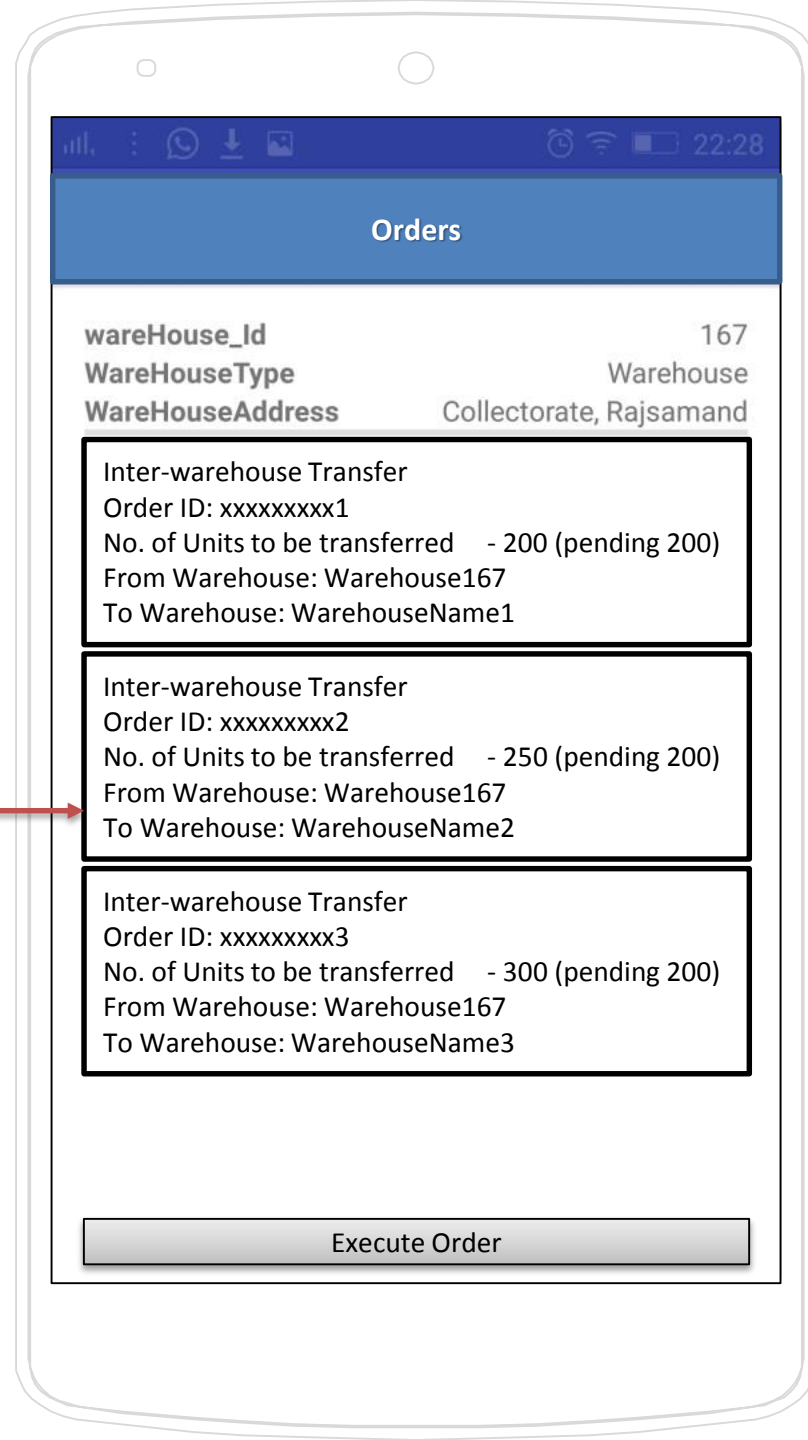 22:28
Orders
wareHouse_Id 167
WareHouseType Warehouse
WareHouseAddress Collectorate, Rajsamand
Inter-warehouse Transfer
Order ID: xxxxxxxxx1
No. of Units to be transferred - 200 (pending 200)
From Warehouse: Warehouse167
To Warehouse: WarehouseName1
Inter-warehouse Transfer
Order ID: xxxxxxxxx2
No. of Units to be transferred - 250 (pending 200)
From Warehouse: Warehouse167
To Warehouse: WarehouseName2
Inter-warehouse Transfer
Order ID: xxxxxxxxx3
No. of Units to be transferred - 300 (pending 200)
From Warehouse: Warehouse167
To Warehouse: WarehouseName3
Execute Order